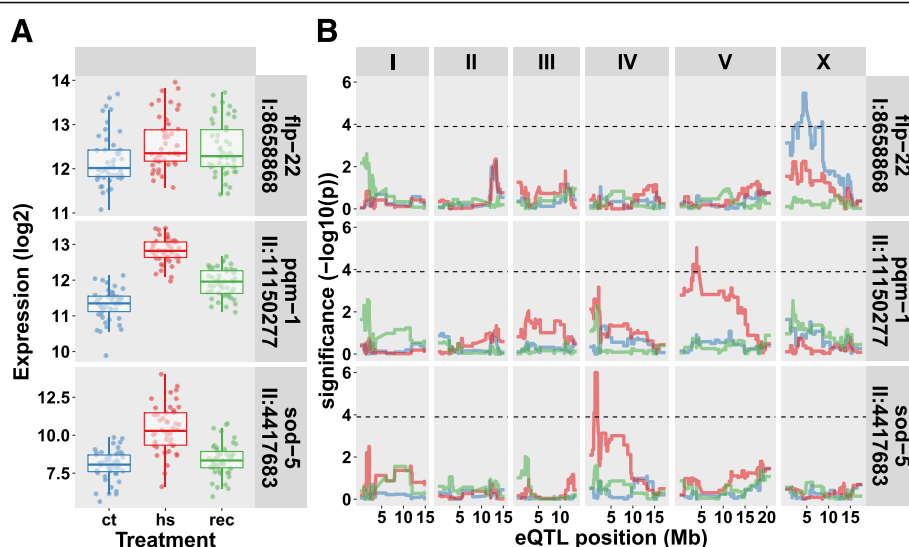 A
B
Expression (log2)
14
13
12
11
flp−22
I:8658868
13
12
11
10
pqm−1
II:11150277
12.5
10.0
7.5
sod−5
II:4417683
ct hs rec
Treatment
I II III IV V X
significance (−log10(p))
6
4
2
0
flp−22
I:8658868
6
4
2
0
pqm−1
II:11150277
6
4
2
0
sod−5
II:4417683
5 10 15 5 10 15 5 10 5 10 15 5 10 15 20 5 10 15
eQTL position (Mb)